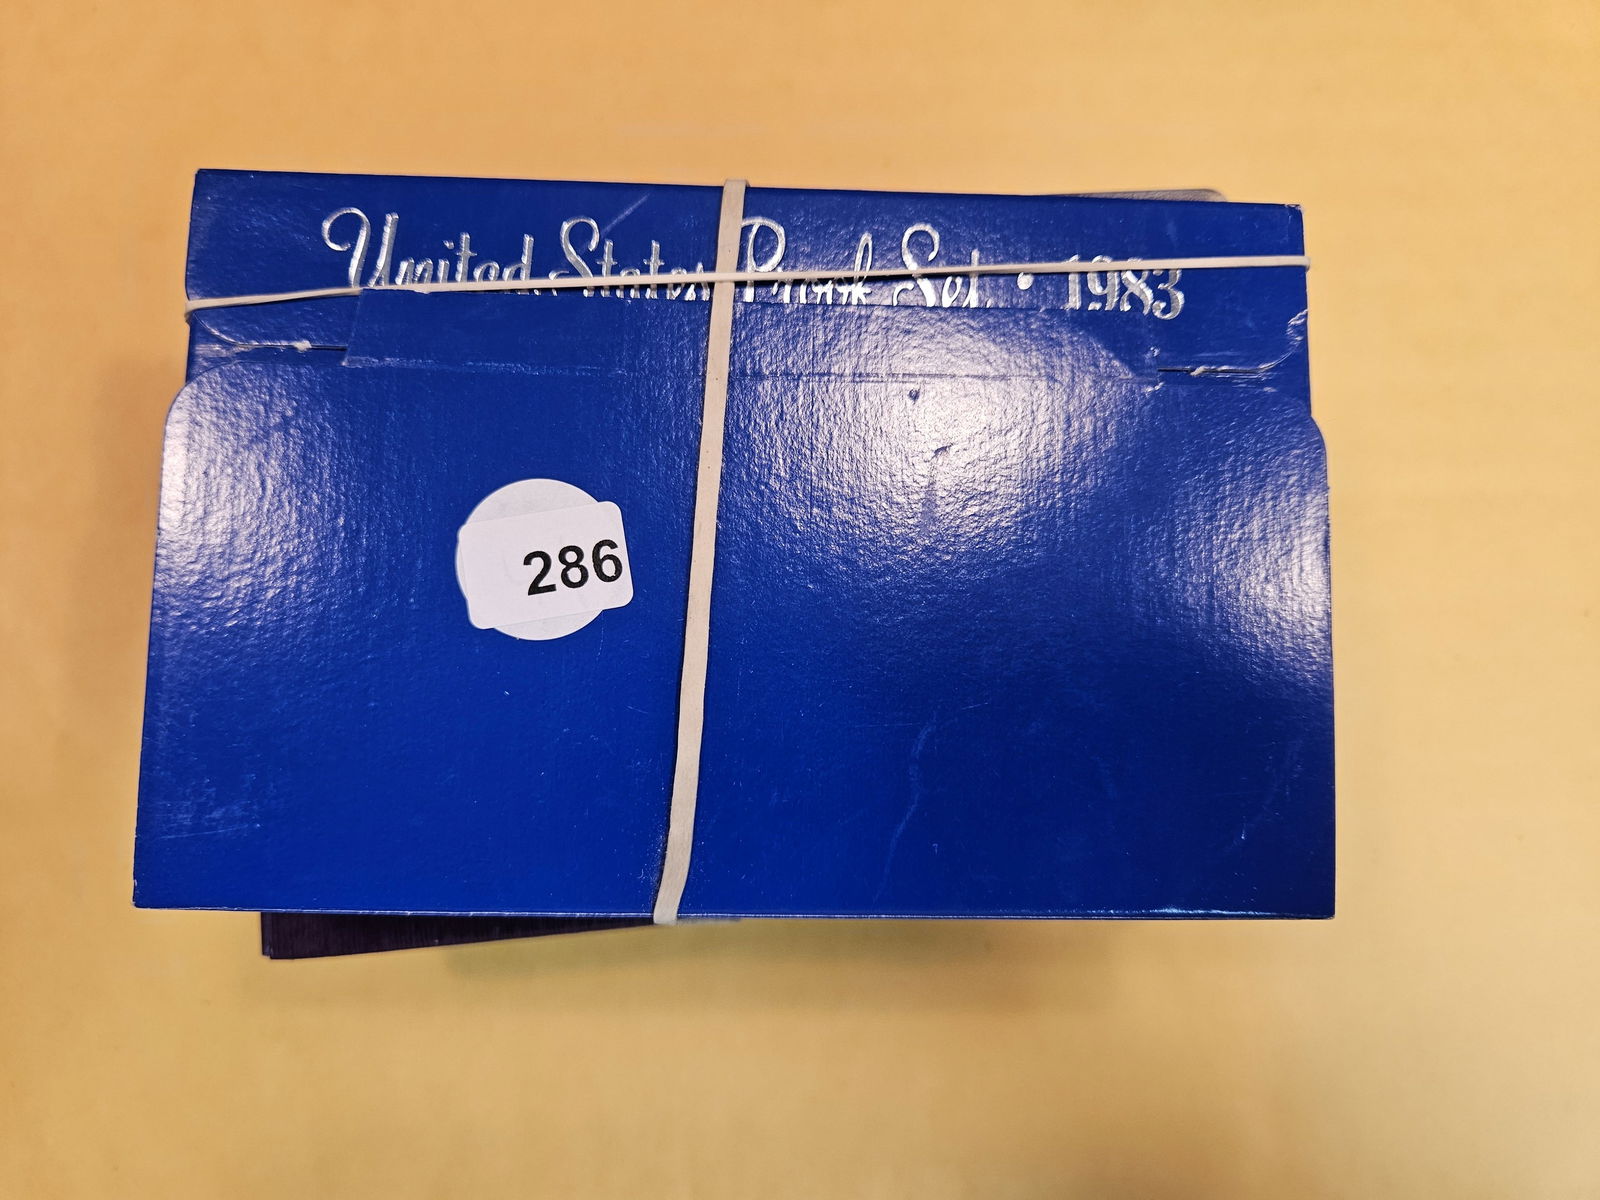 United States Proof Set • 1983
286